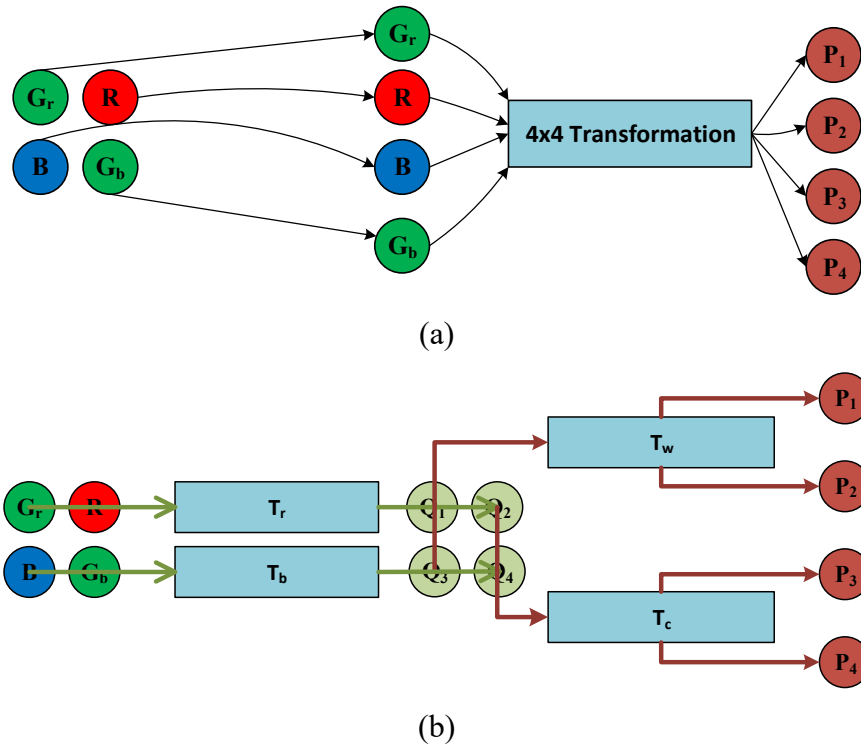 Gr
P1
Gr R
R
4x4 Transformation
P2
B Gb
B
P3
Gb
P4
(a)
P1
Tw
P2
Gr R
Tr
Q1 Q2
B Gb
Tb
Q3 Q4
P3
Tc
P4
(b)